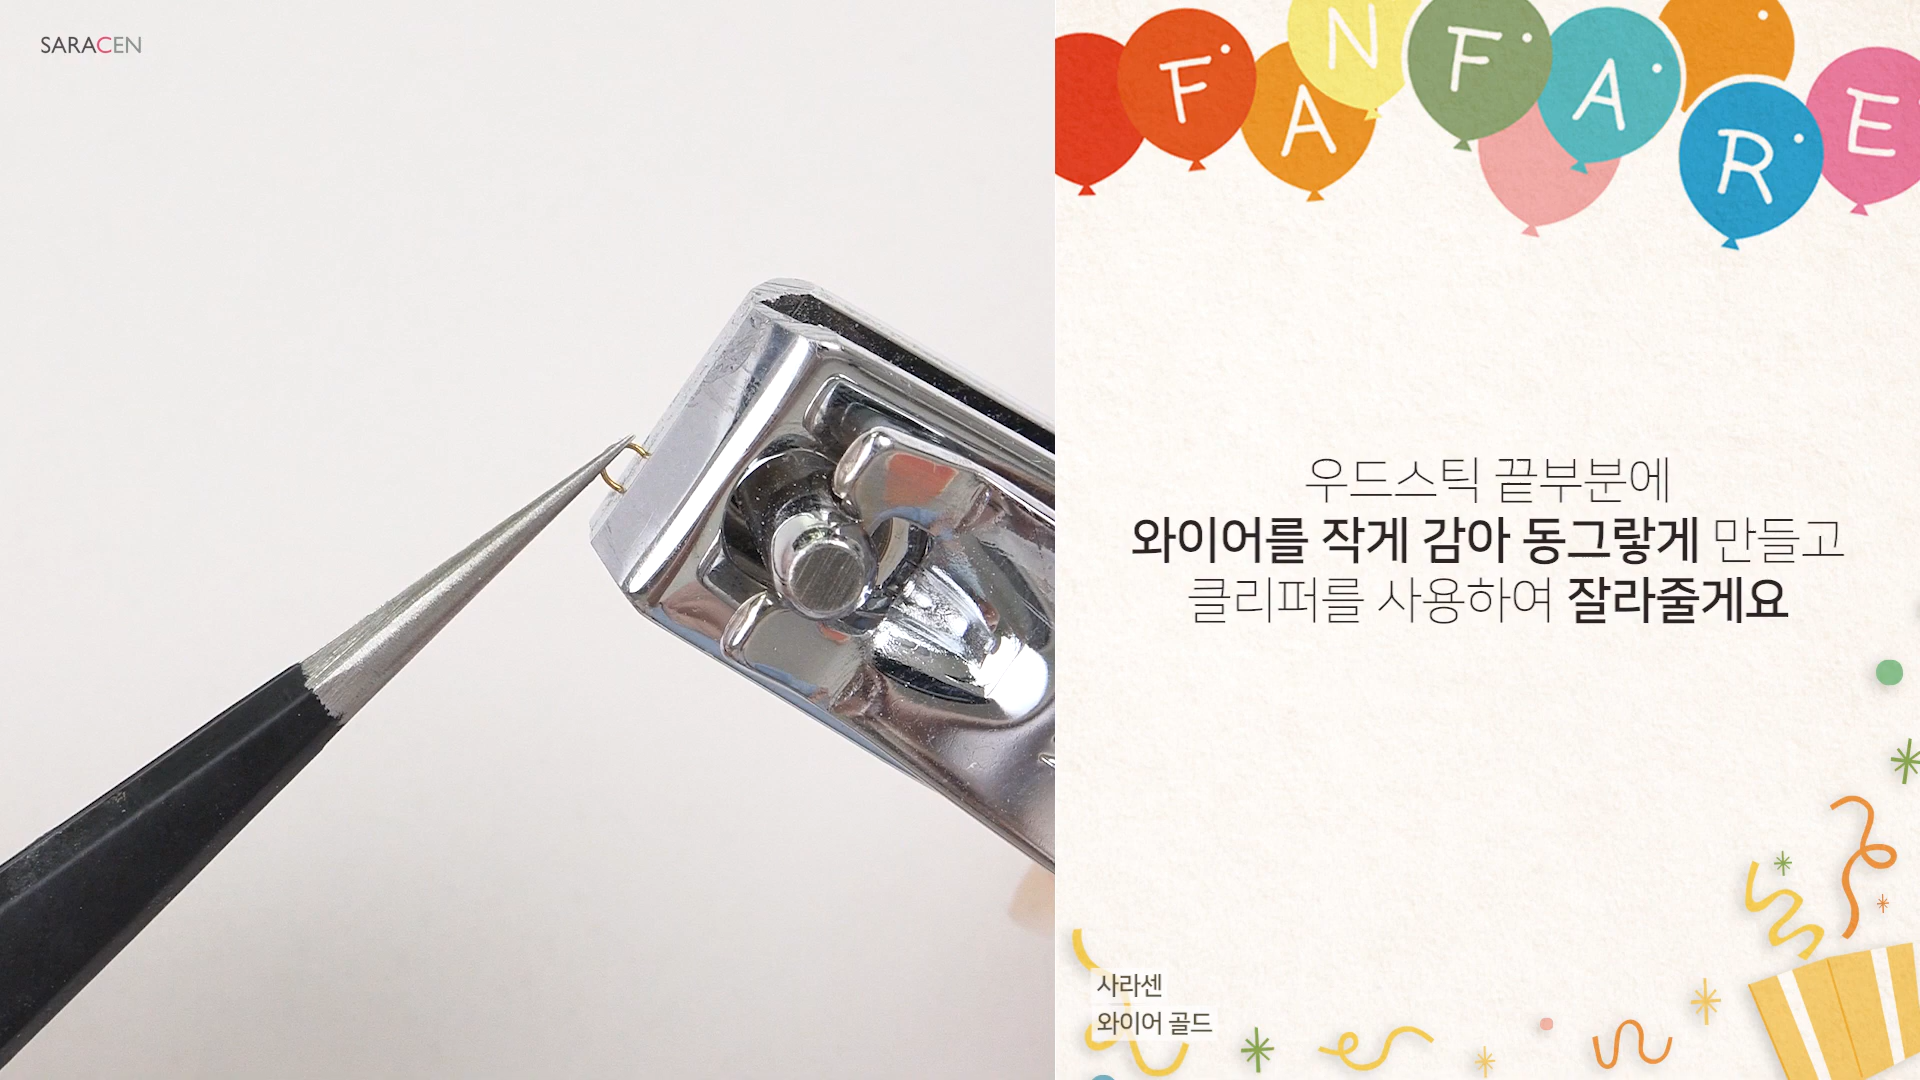 SARACEN
FANFARE
우드스틱 끝부분에
와이어를 작게 감아 동그랗게 만들고
클리퍼를 사용하여 잘라줄게요
사라센
와이어 골드